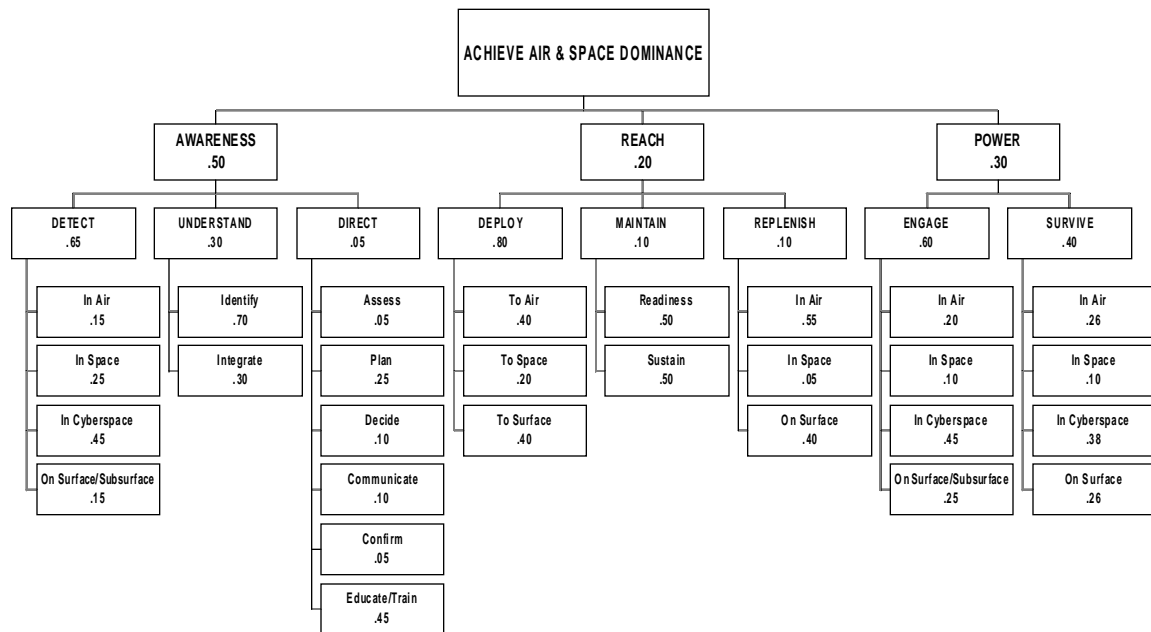 ACHIEVE AIR & SPACE DOMINANCE
AWARENESS
.50
REACH
.20
POWER
.30
DETECT
.65
UNDERSTAND
.30
DIRECT
.05
DEPLOY
.80
MAINTAIN
.10
REPLENISH
.10
ENGAGE
.60
SURVIVE
.40
In Air
.15
In Space
.25
In Cyberspace
.45
On Surface/Subsurface
.15
Identify
.70
Integrate
.30
Assess
.05
Plan
.25
Decide
.10
Communicate
.10
Confirm
.05
Educate/Train
.45
To Air
.40
To Space
.20
To Surface
.40
Readiness
.50
Sustain
.50
In Air
.55
In Space
.05
On Surface
.40
In Air
.20
In Space
.10
In Cyberspace
.45
On Surface/Subsurface
.25
In Air
.26
In Space
.10
In Cyberspace
.38
On Surface
.26